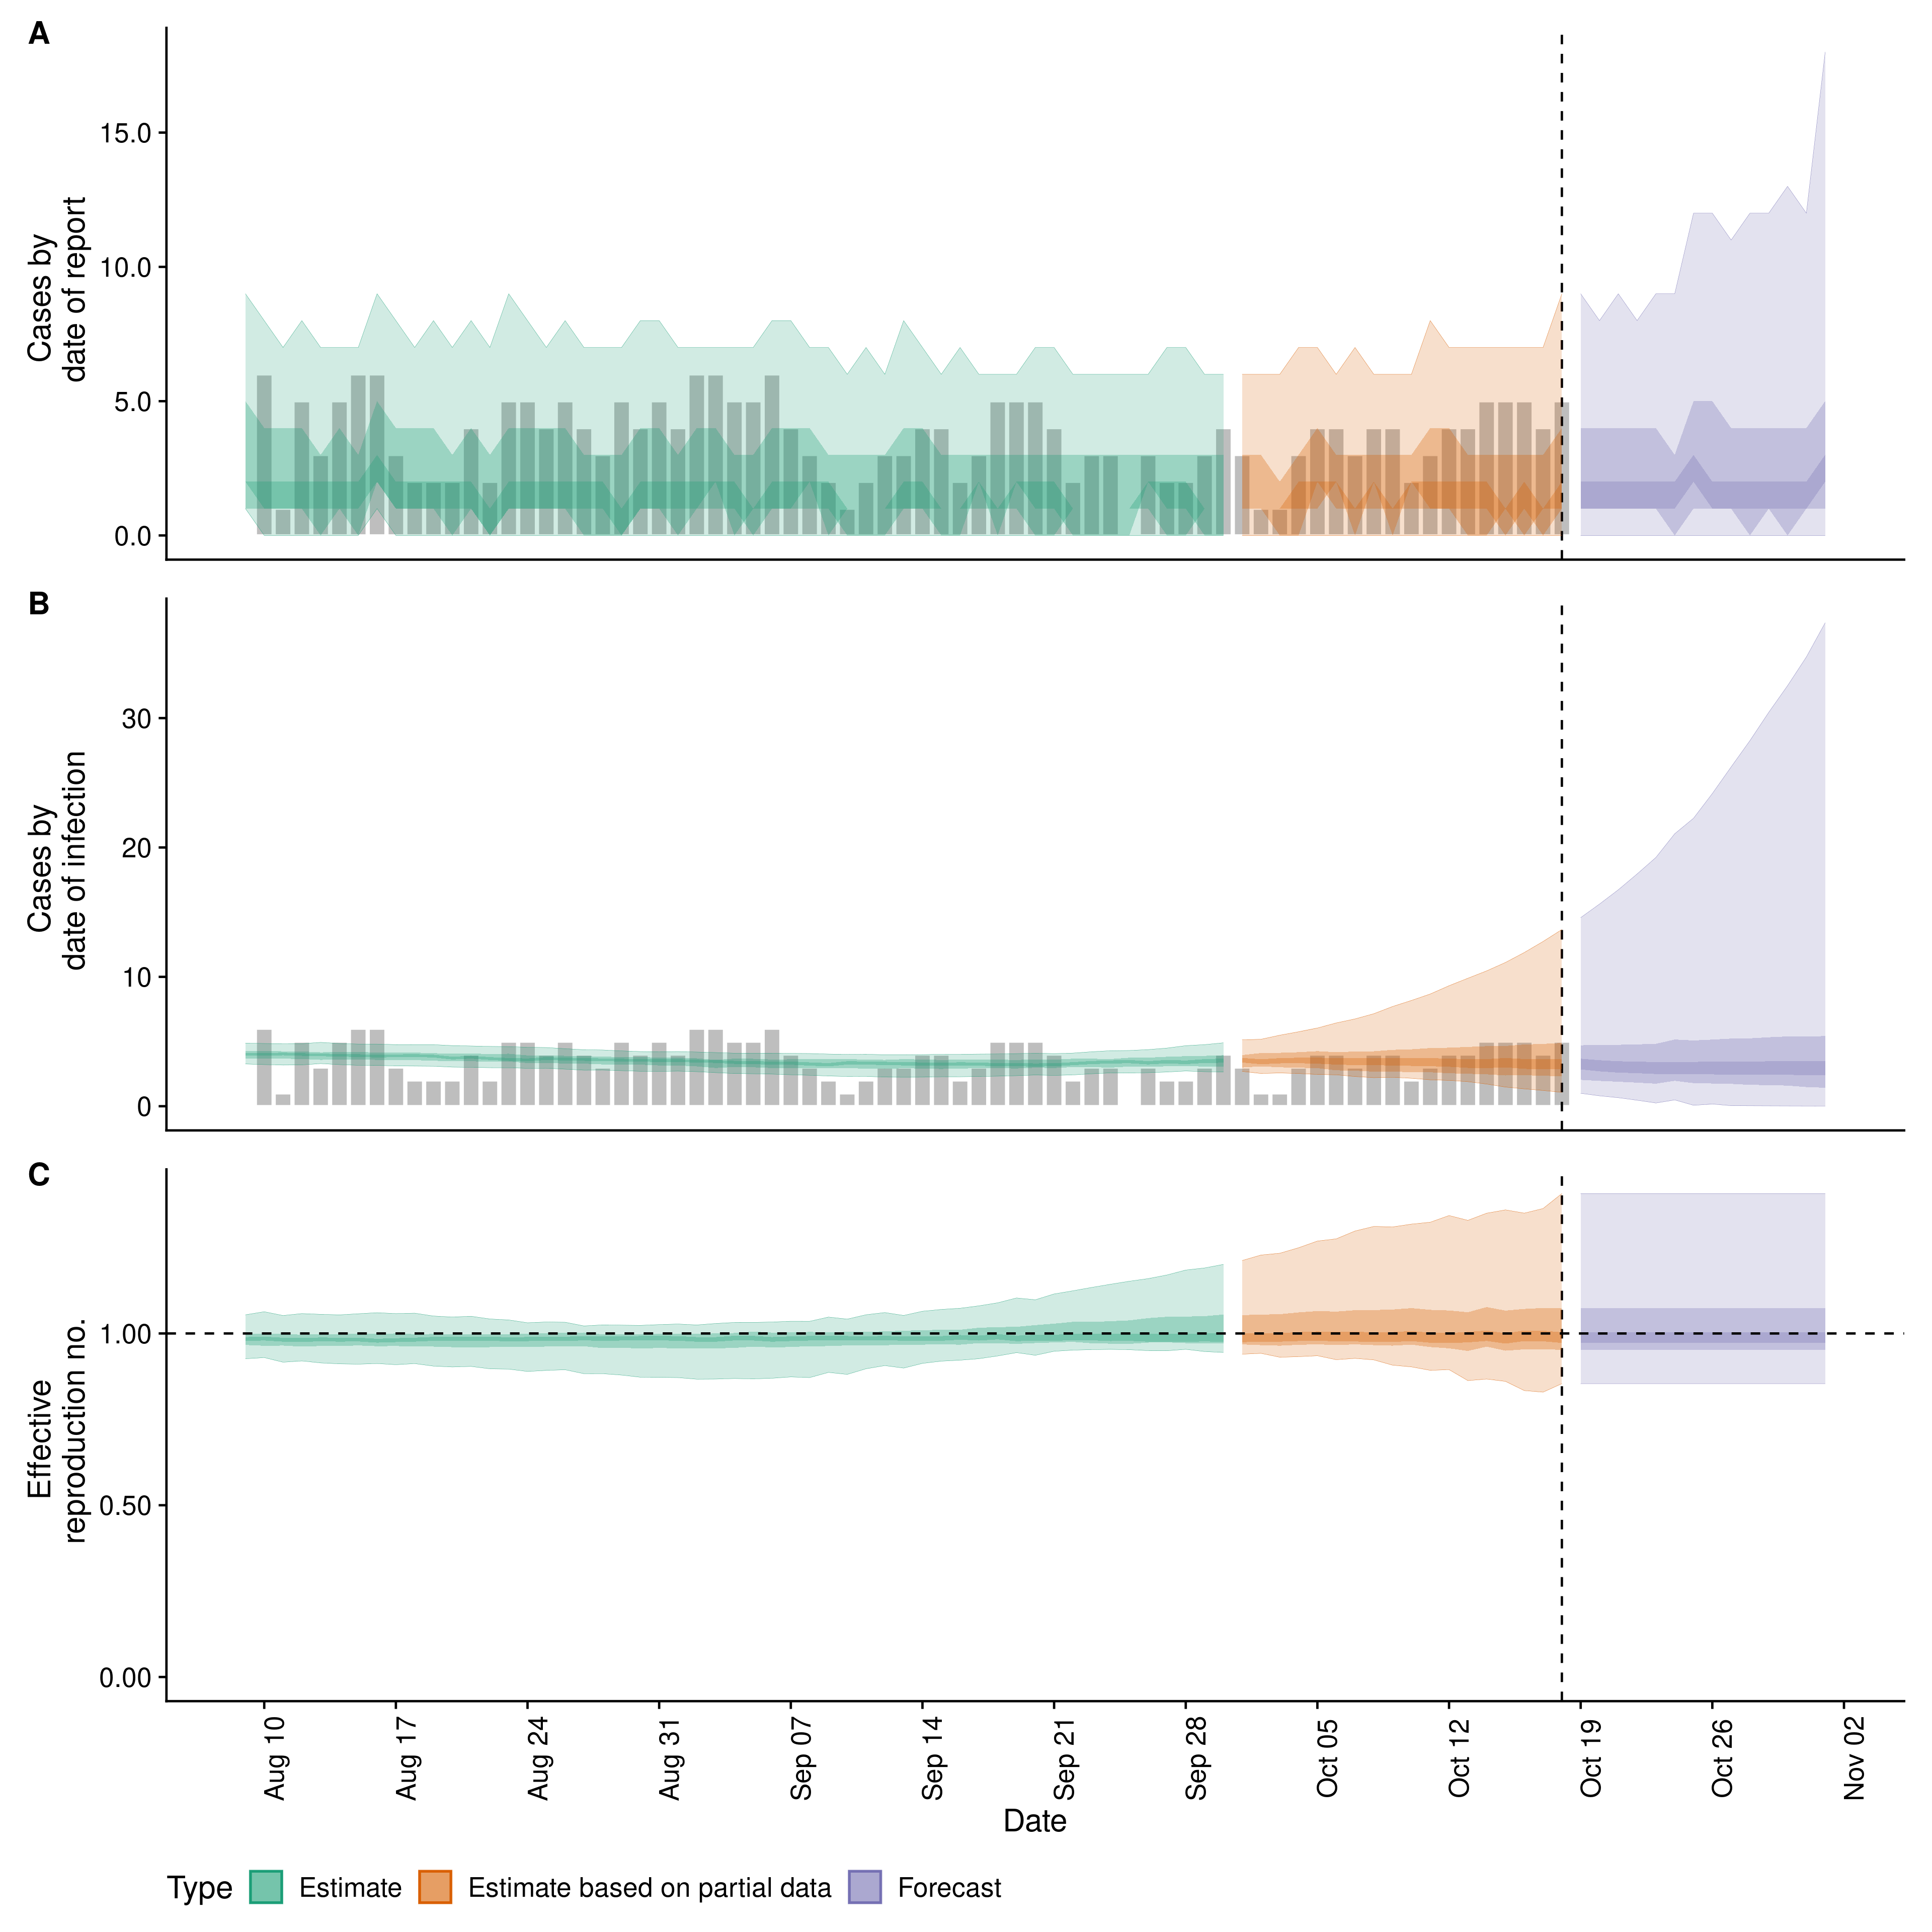 A
Cases by
date of report
15.0
10.0
5.0
0.0
B
Cases by
date of infection
30
20
10
0
C
Effective
reproduction no.
1.00
0.50
0.00
Aug 10
Aug 17
Aug 24
Aug 31
Sep 07
Sep 14
Sep 21
Sep 28
Oct 05
Oct 12
Oct 19
Oct 26
Nov 02
Date
Type Estimate Estimate based on partial data Forecast